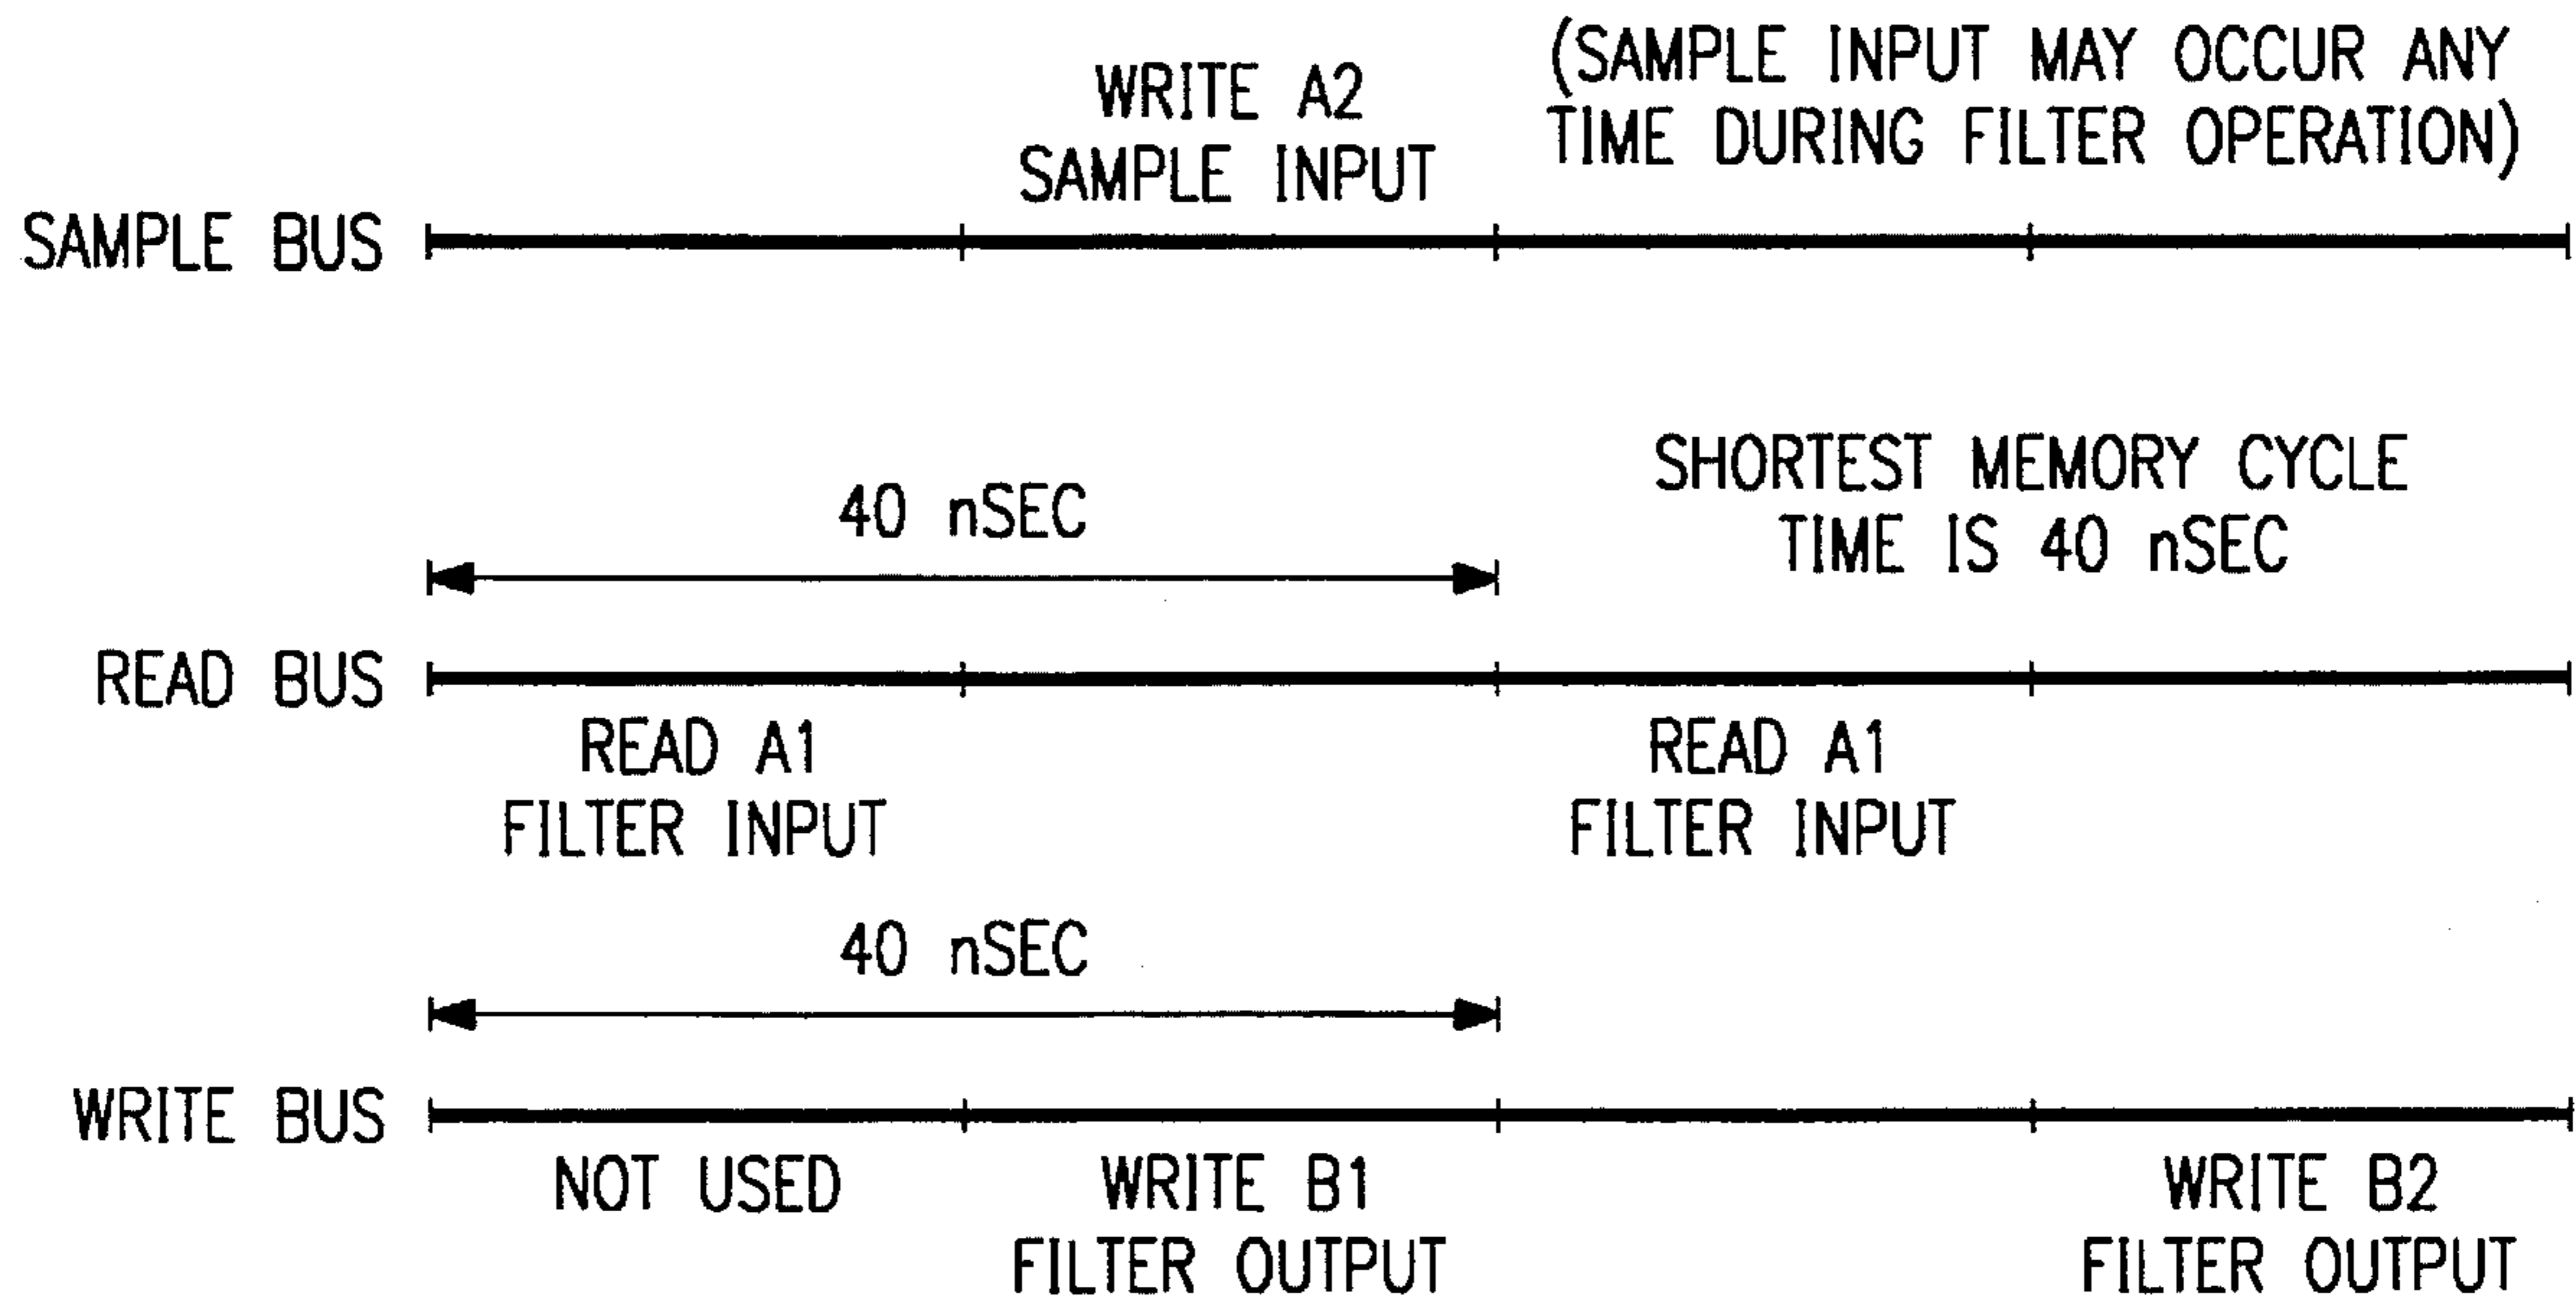 WRITE A2
SAMPLE INPUT
(SAMPLE INPUT MAY OCCUR ANY
TIME DURING FILTER OPERATION)
SAMPLE BUS
40 nSEC
SHORTEST MEMORY CYCLE
TIME IS 40 nSEC
READ BUS
READ A1
FILTER INPUT
READ A1
FILTER INPUT
40 nSEC
WRITE BUS
NOT USED
WRITE B1
FILTER OUTPUT
WRITE B2
FILTER OUTPUT